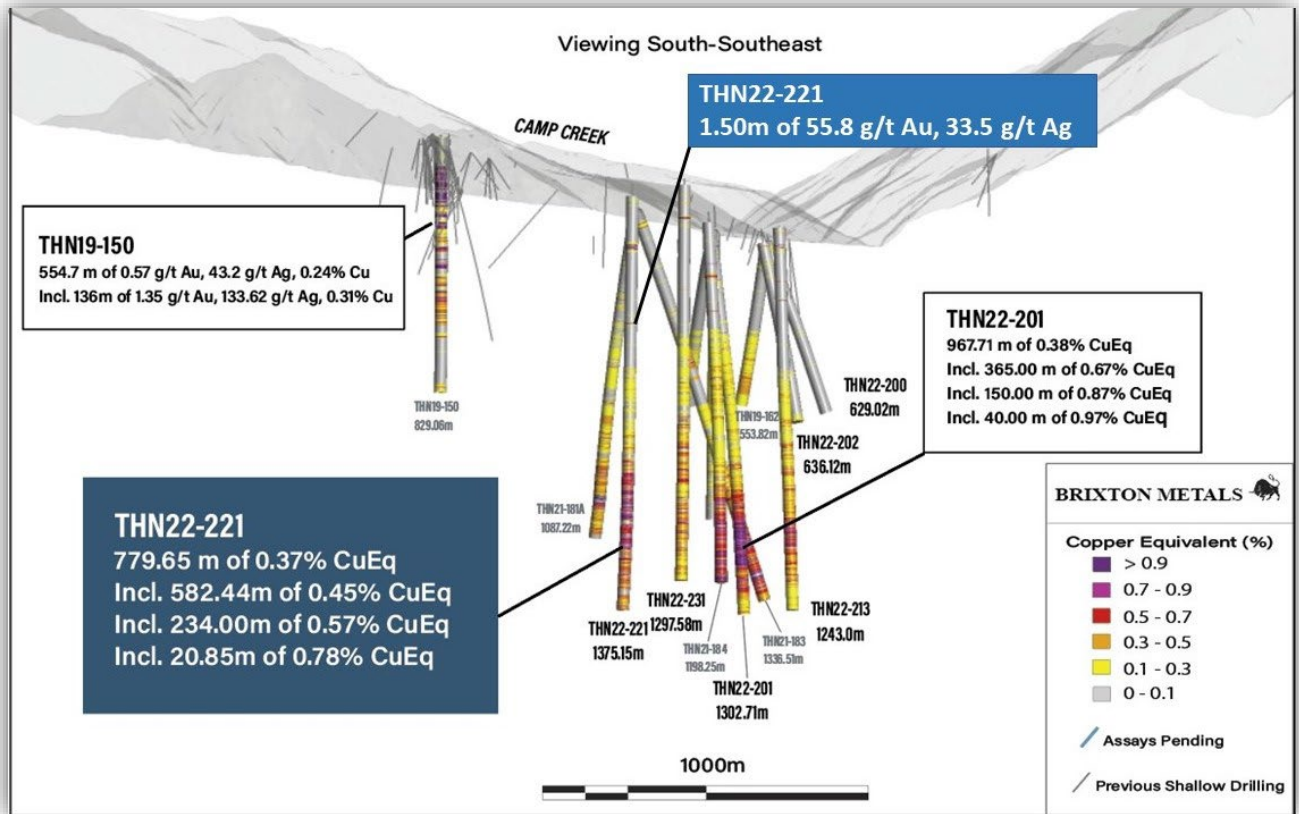 Viewing South-Southeast
CAMP CREEK
THN22-221
1.50m of 55.8 g/t Au, 33.5 g/t Ag
THN19-150
554.7 m of 0.57 g/t Au, 43.2 g/t Ag, 0.24% Cu
Incl. 136m of 1.35 g/t Au, 133.62 g/t Ag, 0.31% Cu
THN22-201
967.71 m of 0.38% CuEq
Incl. 365.00 m of 0.67% CuEq
Incl. 150.00 m of 0.87% CuEq
Incl. 40.00 m of 0.97% CuEq
THN19-150
829.06m
THN22-200
629.02m
THN19-162
553.82m
THN22-202
636.12m
THN21-181A
1087.22m
THN22-221
779.65 m of 0.37% CuEq
Incl. 582.44m of 0.45% CuEq
Incl. 234.00m of 0.57% CuEq
Incl. 20.85m of 0.78% CuEq
THN22-221
1375.15m
THN22-231
1297.58m
THN21-184
1198.25m
THN22-201
1302.71m
THN21-183
1336.51m
THN22-213
1243.0m
1000m
BRIXTON METALS
Copper Equivalent (%)
> 0.9
0.7 - 0.9
0.5 - 0.7
0.3 - 0.5
0.1 - 0.3
0 - 0.1
Assays Pending
Previous Shallow Drilling